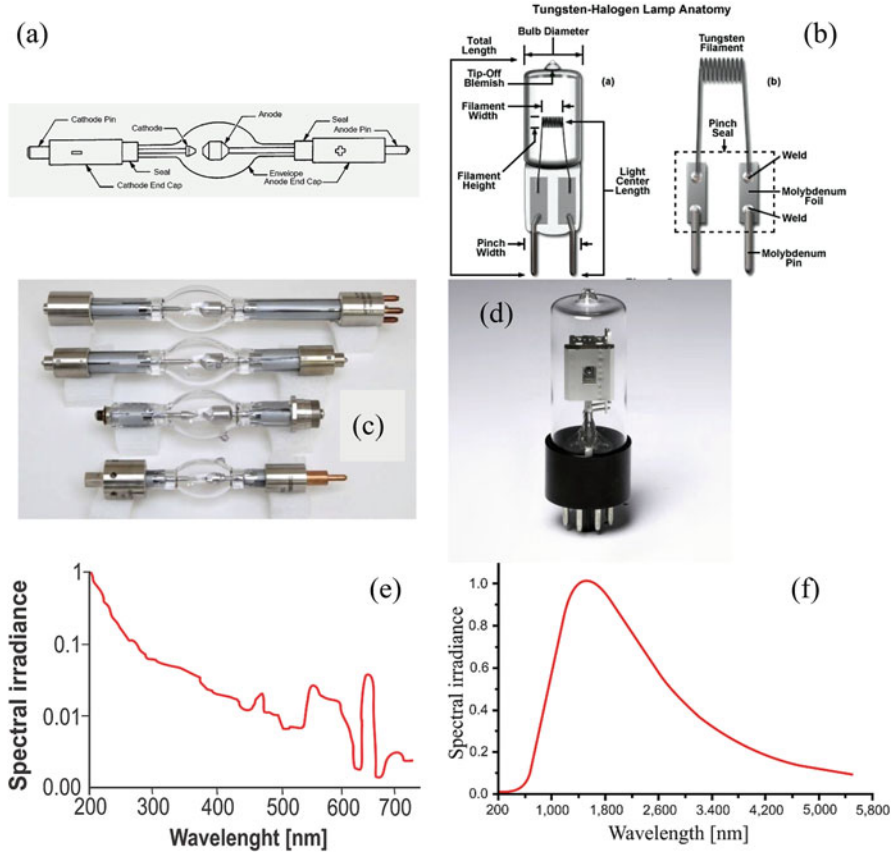 (a)
Cathode Pin
Cathode
Anode
Seal
Anode Pin
Seal
Cathode End Cap
Envelope
Anode End Cap
Tungsten-Halogen Lamp Anatomy
(b)
Total
Length
Bulb Diameter
Tip-Off
Blemish
(a)
Filament
Width
Filament
Height
Light
Center
Length
Pinch
Width
Tungsten
Filament
(b)
Pinch
Seal
Weld
Molybdenum
Foil
Weld
Molybdenum
Pin
(c)
(d)
(e)
Spectral irradiance
1
0.1
0.01
0.00
200 300 400 500 600 700
Wavelenght [nm]
(f)
Spectral irradiance
1.0
0.8
0.6
0.4
0.2
0.0
200 1,000 1,800 2,600 3,400 4,200 5,000 5,800
Wavelength [nm]